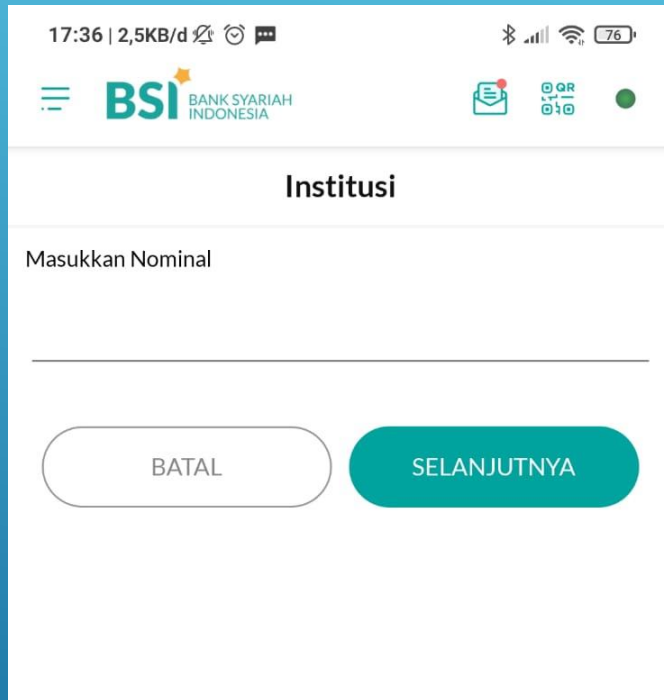 17:36 | 2,5KB/d 76
BSI BANK SYARIAH
INDONESIA
QR
Institusi
Masukkan Nominal
BATAL SELANJUTNYA